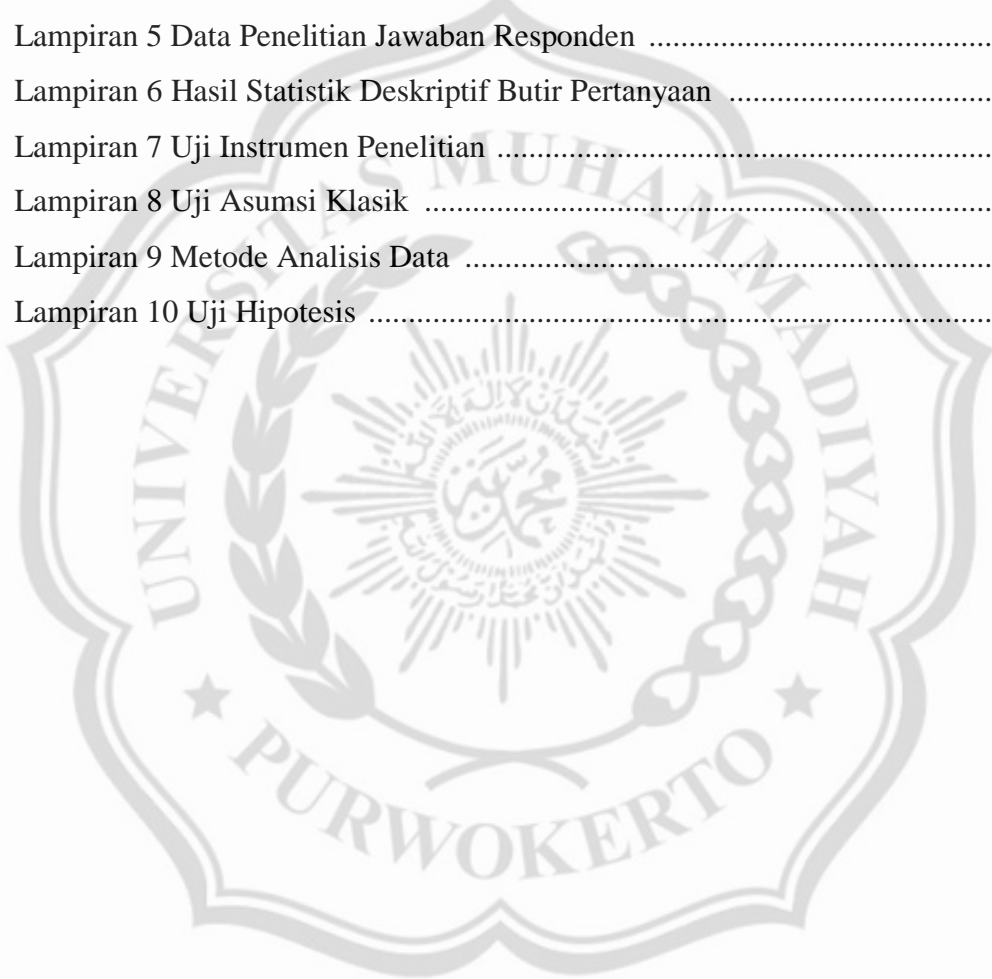 Lampiran 5 Data Penelitian Jawaban Responden ...........................................
Lampiran 6 Hasil Statistik Deskriptif Butir Pertanyaan .................................
Lampiran 7 Uji Instrumen Penelitian ..............................................................
Lampiran 8 Uji Asumsi Klasik .......................................................................
Lampiran 9 Metode Analisis Data ..................................................................
Lampiran 10 Uji Hipotesis ..............................................................................
UNIVERSITAS MUHAMMADIYAH
محمد
PURWOKERTO